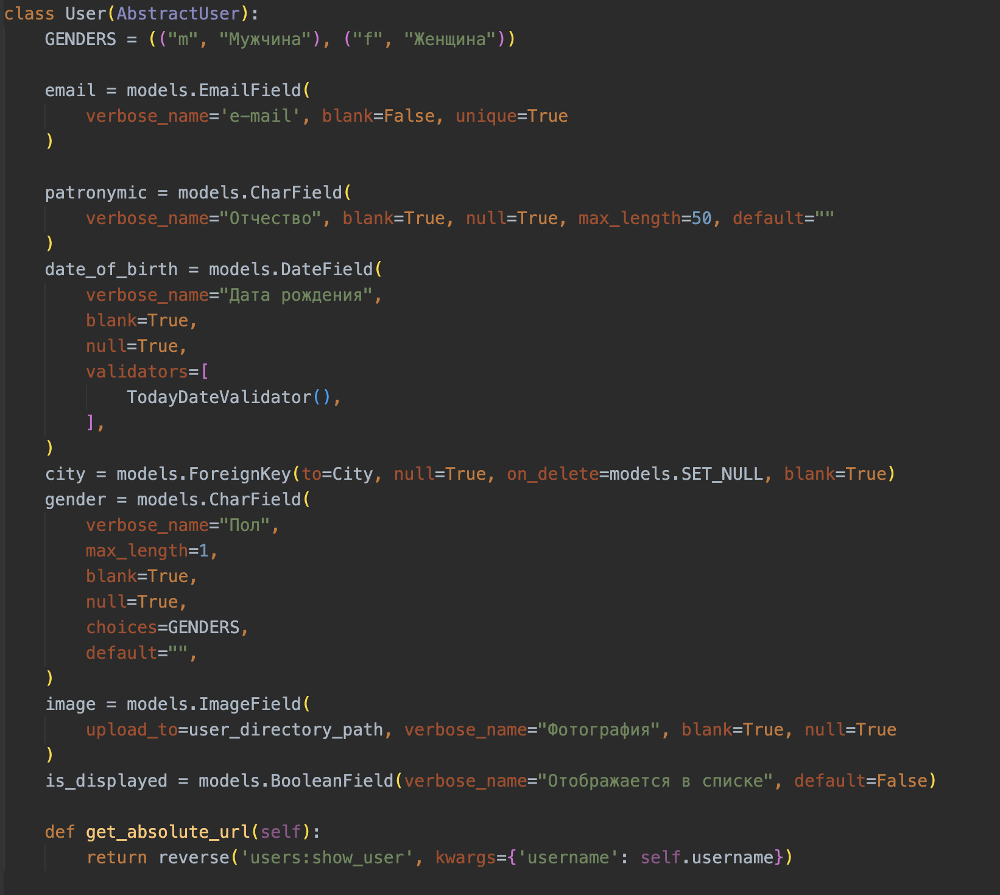 class User(AbstractUser):
    GENDERS = (("m", "Мужчина"), ("f", "Женщина"))

    email = models.EmailField(
        verbose_name='e-mail', blank=False, unique=True
    )

    patronymic = models.CharField(
        verbose_name="Отчество", blank=True, null=True, max_length=50, default=""
    )
    date_of_birth = models.DateField(
        verbose_name="Дата рождения",
        blank=True,
        null=True,
        validators=[
            TodayDateValidator(),
        ],
    )
    city = models.ForeignKey(to=City, null=True, on_delete=models.SET_NULL, blank=True)
    gender = models.CharField(
        verbose_name="Пол",
        max_length=1,
        blank=True,
        null=True,
        choices=GENDERS,
        default="",
    )
    image = models.ImageField(
        upload_to=user_directory_path, verbose_name="Фотография", blank=True, null=True
    )
    is_displayed = models.BooleanField(verbose_name="Отображается в списке", default=False)

    def get_absolute_url(self):
        return reverse('users:show_user', kwargs={'username': self.username})